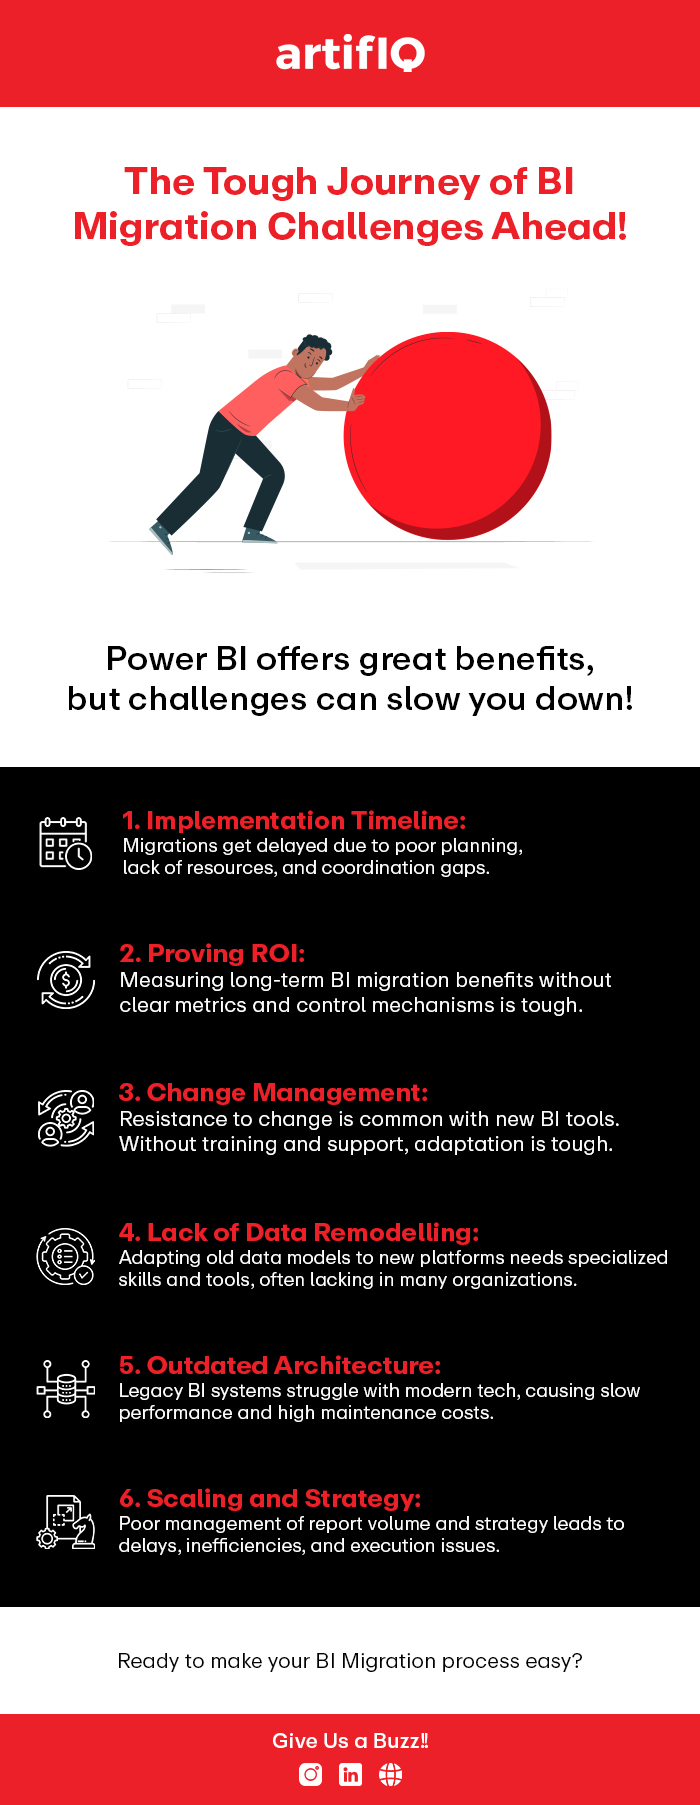 artifIQ
The Tough Journey of BI
Migration Challenges Ahead!
Power BI offers great benefits,
but challenges can slow you down!
1. Implementation Timeline:
Migrations get delayed due to poor planning,
lack of resources, and coordination gaps.
2. Proving ROI:
Measuring long-term BI migration benefits without
clear metrics and control mechanisms is tough.
3. Change Management:
Resistance to change is common with new BI tools.
Without training and support, adaptation is tough.
4. Lack of Data Remodelling:
Adapting old data models to new platforms needs specialized
skills and tools, often lacking in many organizations.
5. Outdated Architecture:
Legacy BI systems struggle with modern tech, causing slow
performance and high maintenance costs.
6. Scaling and Strategy:
Poor management of report volume and strategy leads to
delays, inefficiencies, and execution issues.
Ready to make your BI Migration process easy?
Give Us a Buzz!!
in